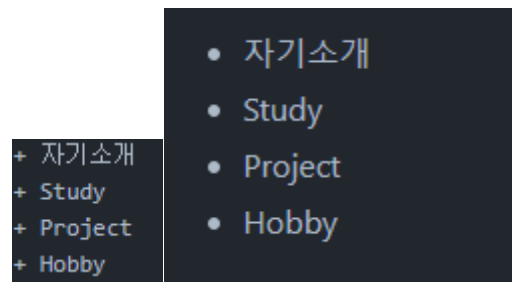 + 자기소개
+ Study
+ Project
+ Hobby
• 자기소개
• Study
• Project
• Hobby